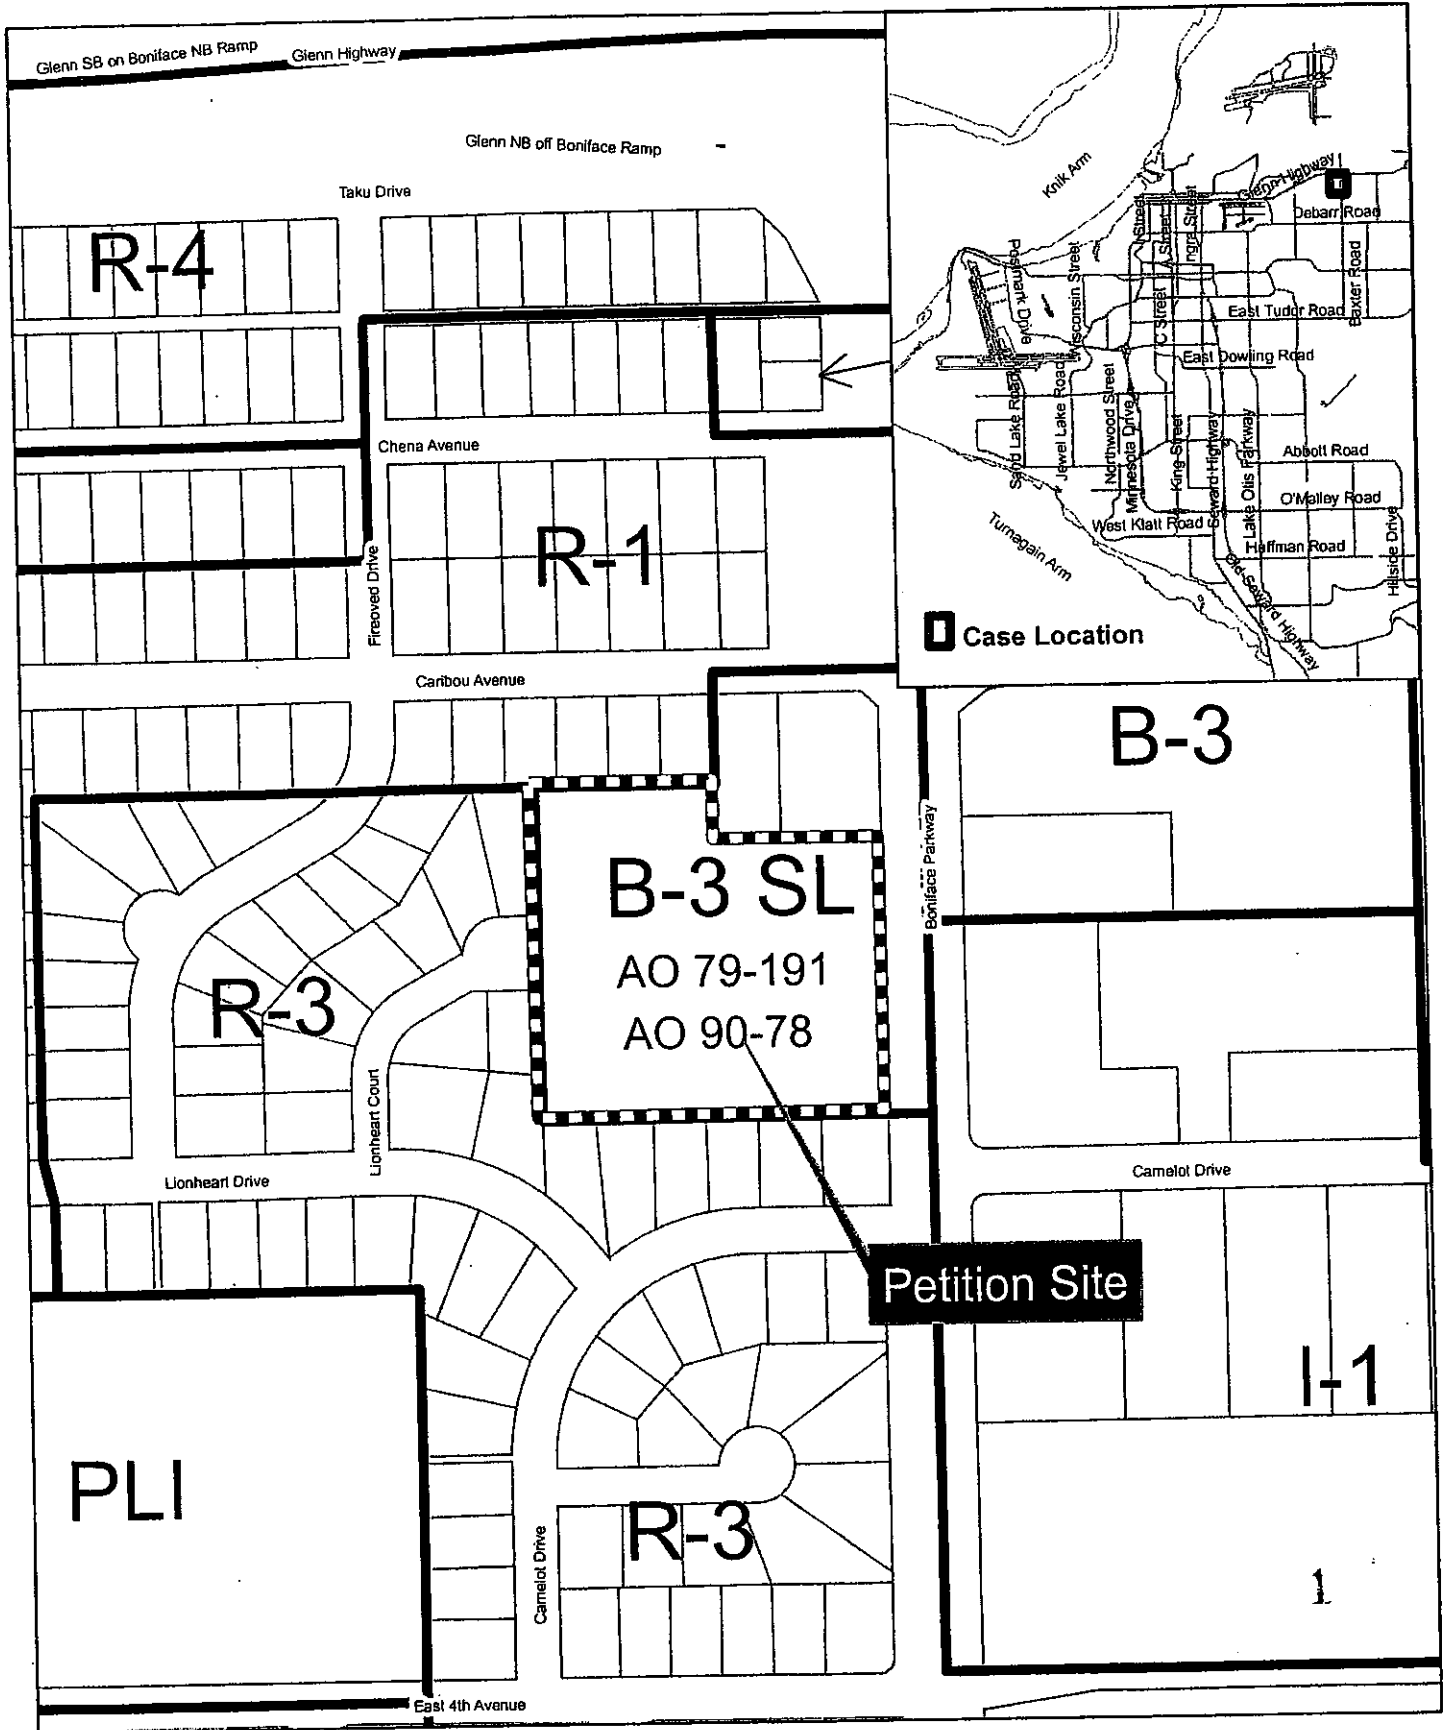 Glenn SB on Boniface NB Ramp
Glenn Highway
Glenn NB off Boniface Ramp
Taku Drive
R-4
Chena Avenue
R-1
Fireoved Drive
Caribou Avenue
Knik Arm
Glenn Highway
Debarr Road
A Street
Postmark Drive
Wisconsin Street
C Street
Baxter Road
East Tudor Road
East Dowling Road
Sand Lake Road
Jewel Lake Road
Northwood Street
Minnesota Drive
King Street
Seward Highway
Lake Otis Parkway
Abbott Road
O'Malley Road
West Klatt Road
Huffman Road
Hillside Drive
Turnagain Arm
Old Seward Highway
Case Location
B-3
Boniface Parkway
B-3 SL
AO 79-191
AO 90-78
R-3
Lionheart Court
Lionheart Drive
Camelot Drive
Petition Site
I-1
PLI
R-3
Camelot Drive
1
East 4th Avenue